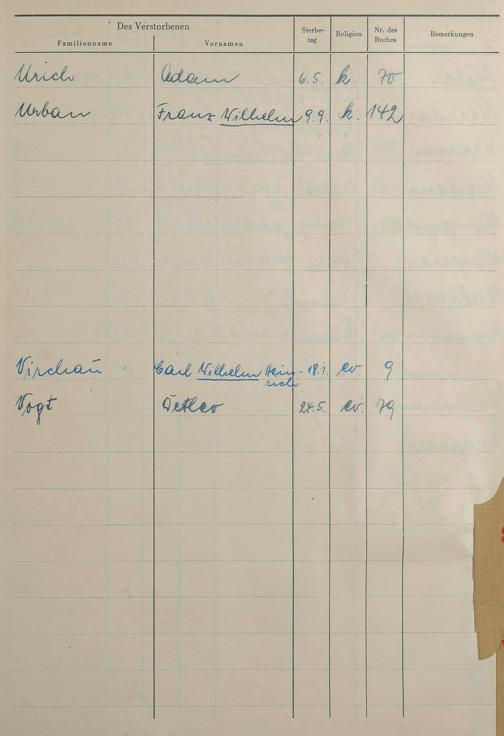 Des Verstorbenen
Familienname Vornamen Sterbe-tag Religion Nr. des Buches Bemerkungen
Urich Adam 6.5. k. 70
Urban Franz Wilhelm 9.9. k. 142
Virchau Carl Wilhelm Hein- 18.1. ev 9
rich
Vogt Detlev 24.5. ev. 79